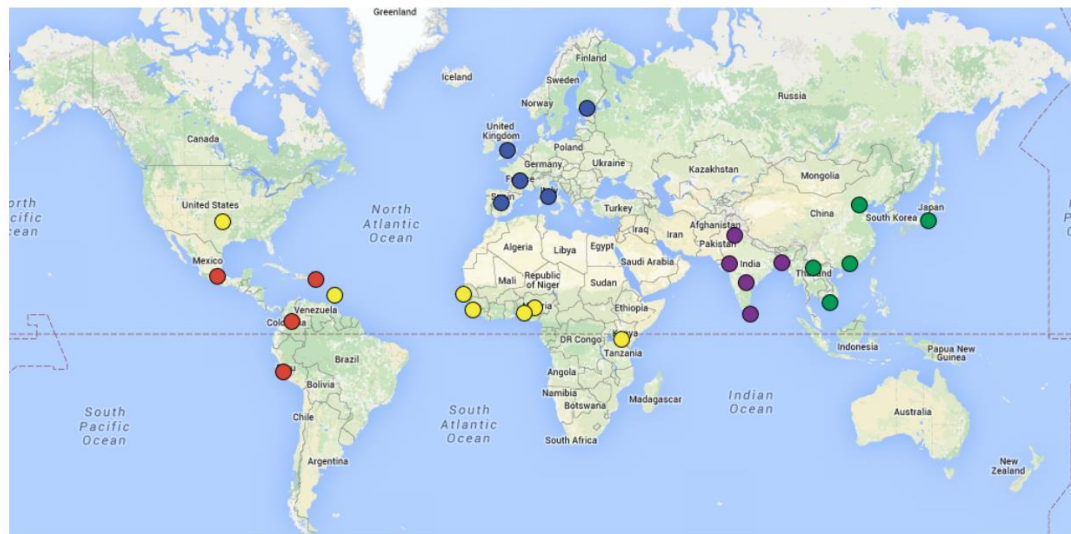 Greenland
Iceland
Finland
Sweden
Norway
Russia
Canada
United
Kingdom
Poland
Germany
Ukraine
Kazakhstan
Mongolia
United States
North
Atlantic
Ocean
Turkey
China
South Korea
Japan
Afghanistan
Iraq
Iran
Pakistan
Algeria
Libya
Egypt
Saudi Arabia
India
Mexico
Mali
Republic
of Niger
Sudan
Ethiopia
Venezuela
DR Congo
Tanzania
Indonesia
Papua New
Guinea
Brazil
Angola
Bolivia
Namibia
Botswana
Madagascar
Indian
Ocean
Chile
South
Pacific
Ocean
South
Atlantic
Ocean
Australia
South Africa
Argentina
New
Zealand